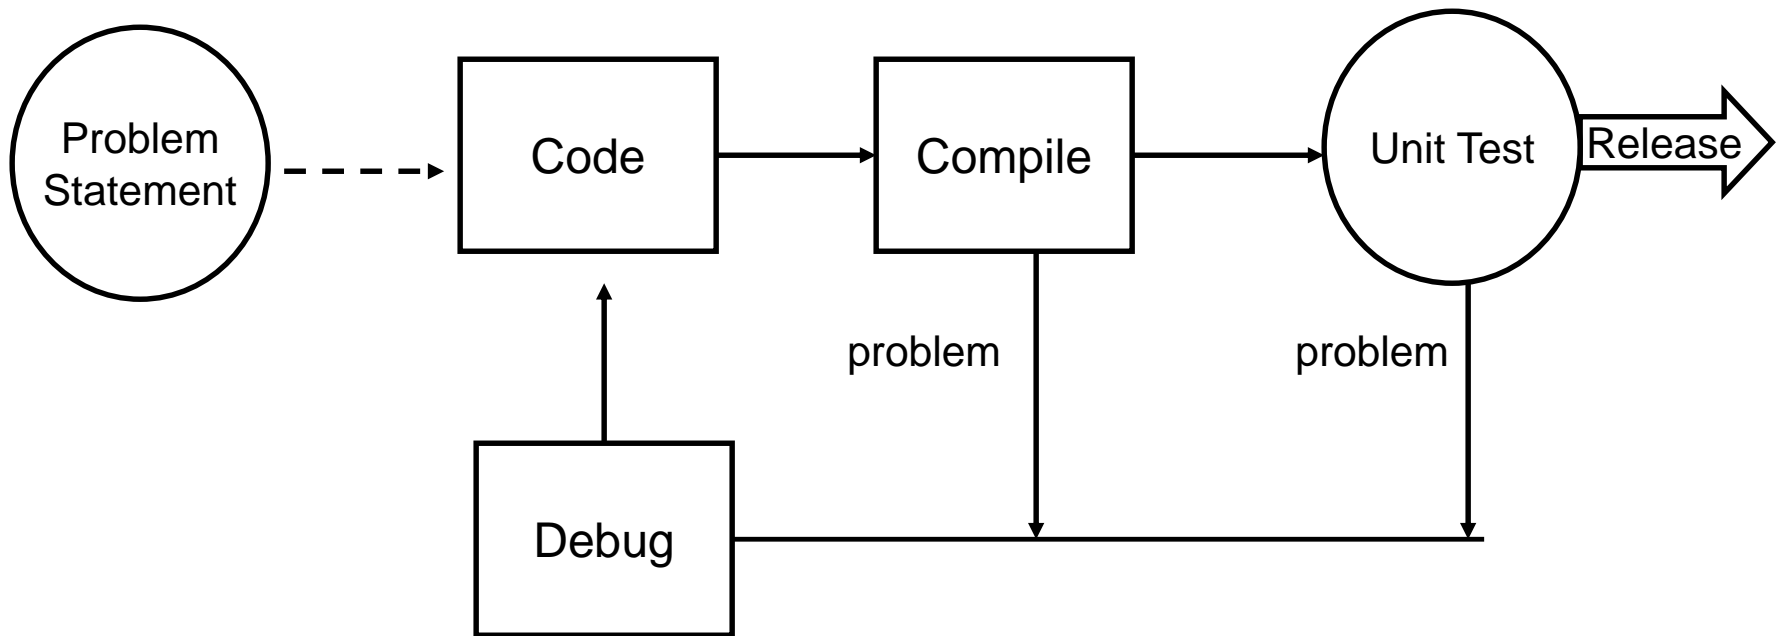 Problem
Statement
Code
Compile
Unit Test
Release
problem
problem
Debug